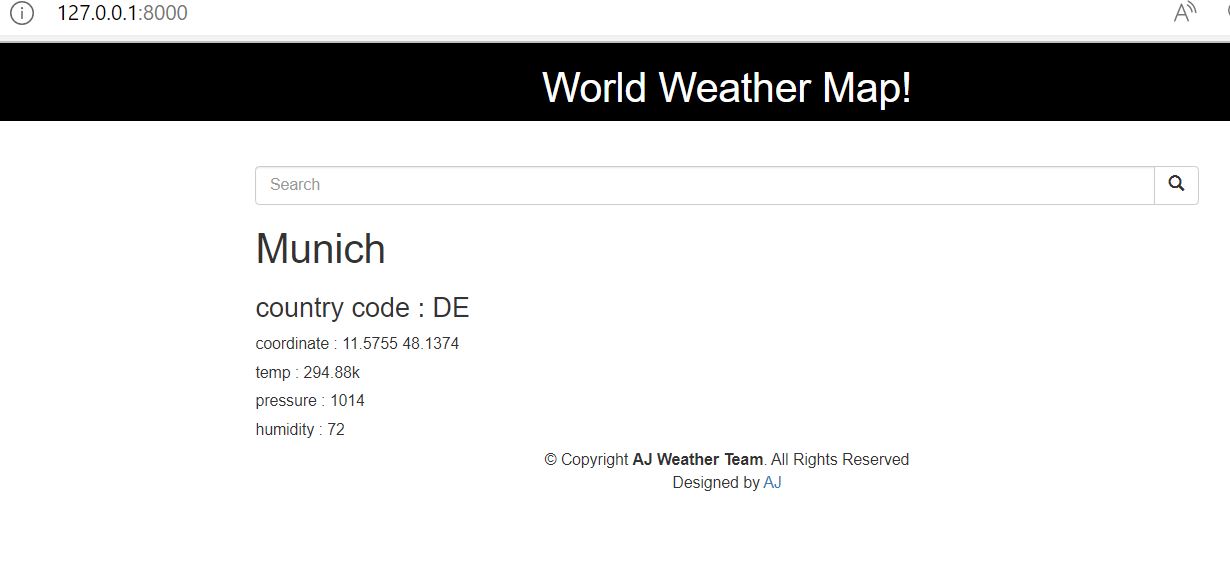 127.0.0.1:8000
World Weather Map!
Search
Munich
country code : DE
coordinate : 11.5755 48.1374
temp : 294.88k
pressure : 1014
humidity : 72
© Copyright AJ Weather Team. All Rights Reserved
Designed by AJ